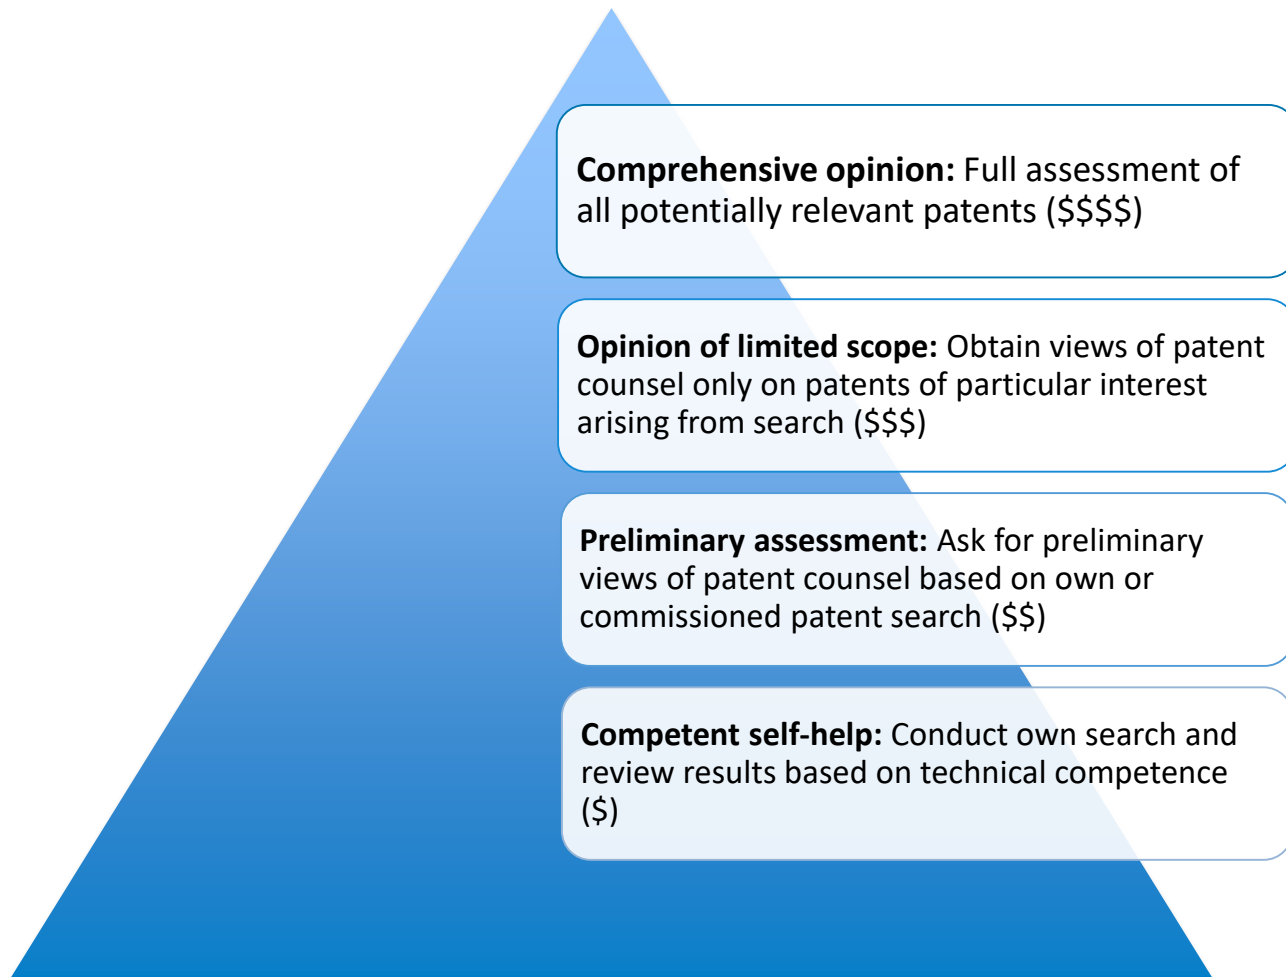 Comprehensive opinion: Full assessment of
all potentially relevant patents ($$$$)
Opinion of limited scope: Obtain views of patent
counsel only on patents of particular interest
arising from search ($$$)
Preliminary assessment: Ask for preliminary
views of patent counsel based on own or
commissioned patent search ($$)
Competent self-help: Conduct own search and
review results based on technical competence
($)